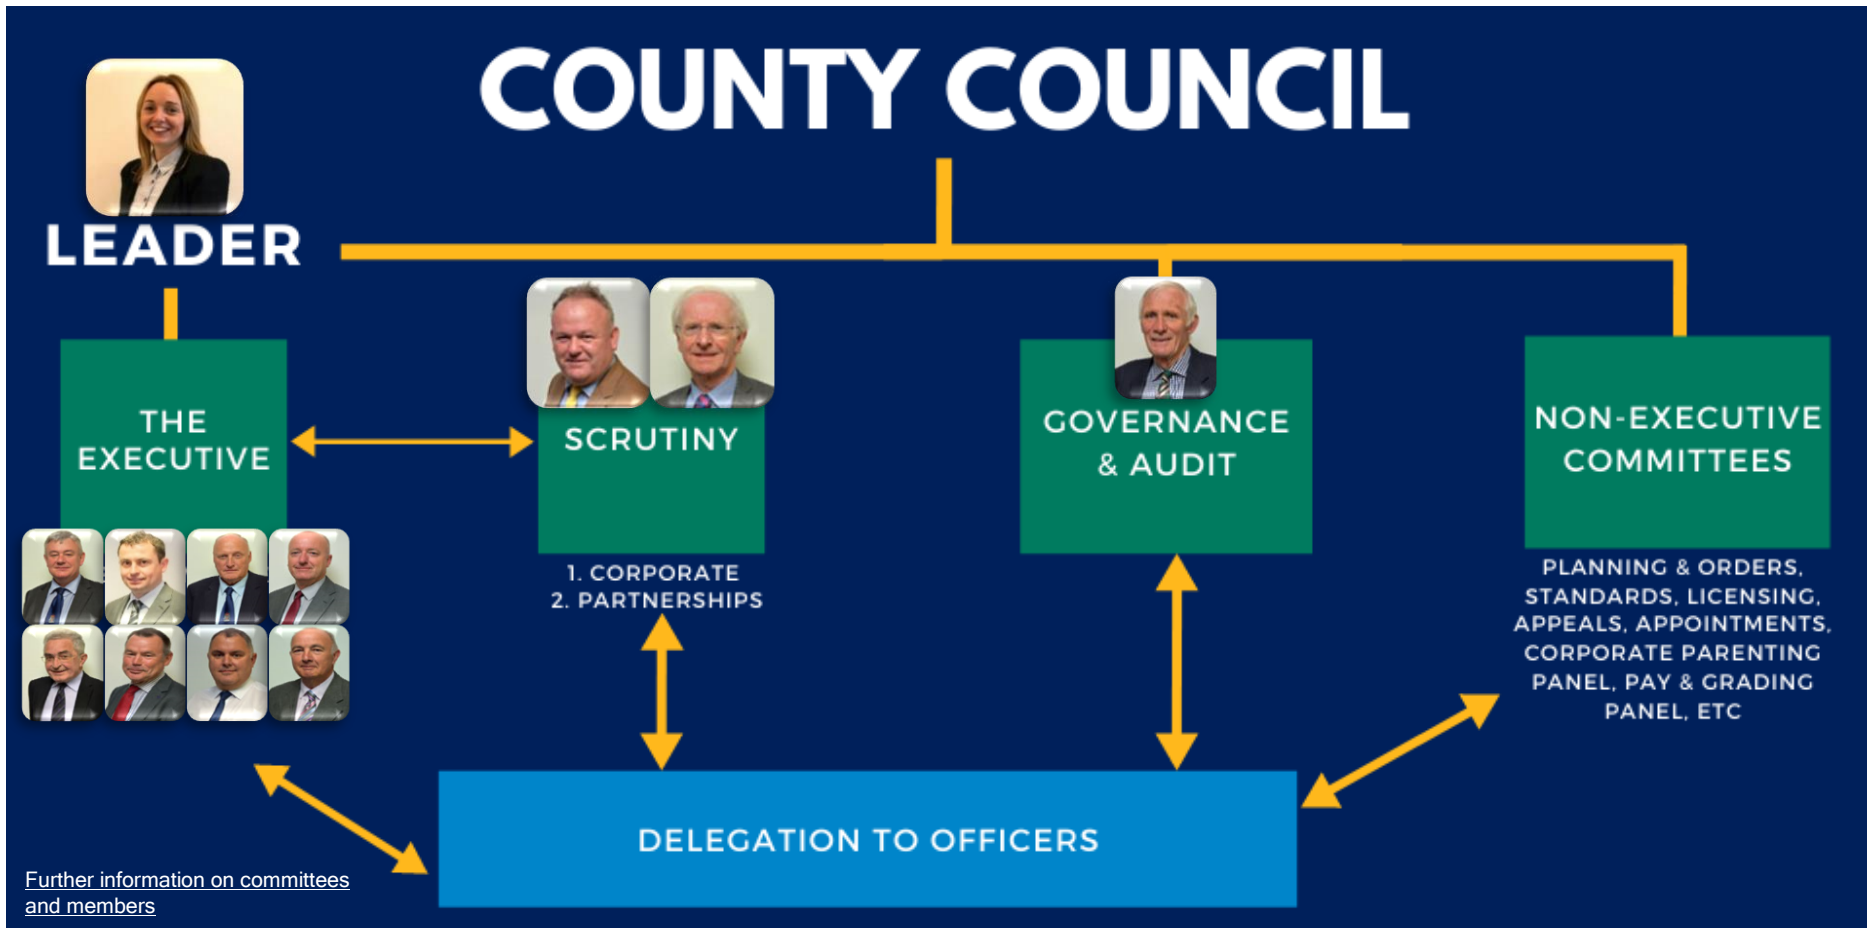 COUNTY COUNCIL
LEADER
THE
EXECUTIVE
SCRUTINY
1. CORPORATE
2. PARTNERSHIPS
GOVERNANCE
& AUDIT
NON-EXECUTIVE
COMMITTEES
PLANNING & ORDERS,
STANDARDS, LICENSING,
APPEALS, APPOINTMENTS,
CORPORATE PARENTING
PANEL, PAY & GRADING
PANEL, ETC
DELEGATION TO OFFICERS
Further information on committees
and members